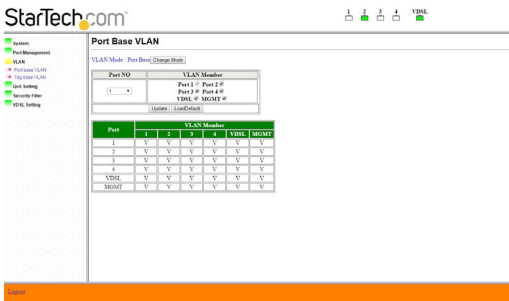 StarTech.com
1 2 3 4 VDSL
System
Port Management
VLAN
Port base VLAN
Tag base VLAN
QoS Setting
Security Filter
VDSL Setting
Logout
Port Base VLAN
VLAN Mode : Port Base Change Mode
Port NO VLAN Member
1
Port 1 Port 2
Port 3 Port 4
VDSL MGMT
Update LoadDefault
Port VLAN Member
1 2 3 4 VDSL MGMT
1 V V V V V V
2 V V V V V V
3 V V V V V V
4 V V V V V V
VDSL V V V V V V
MGMT V V V V V V